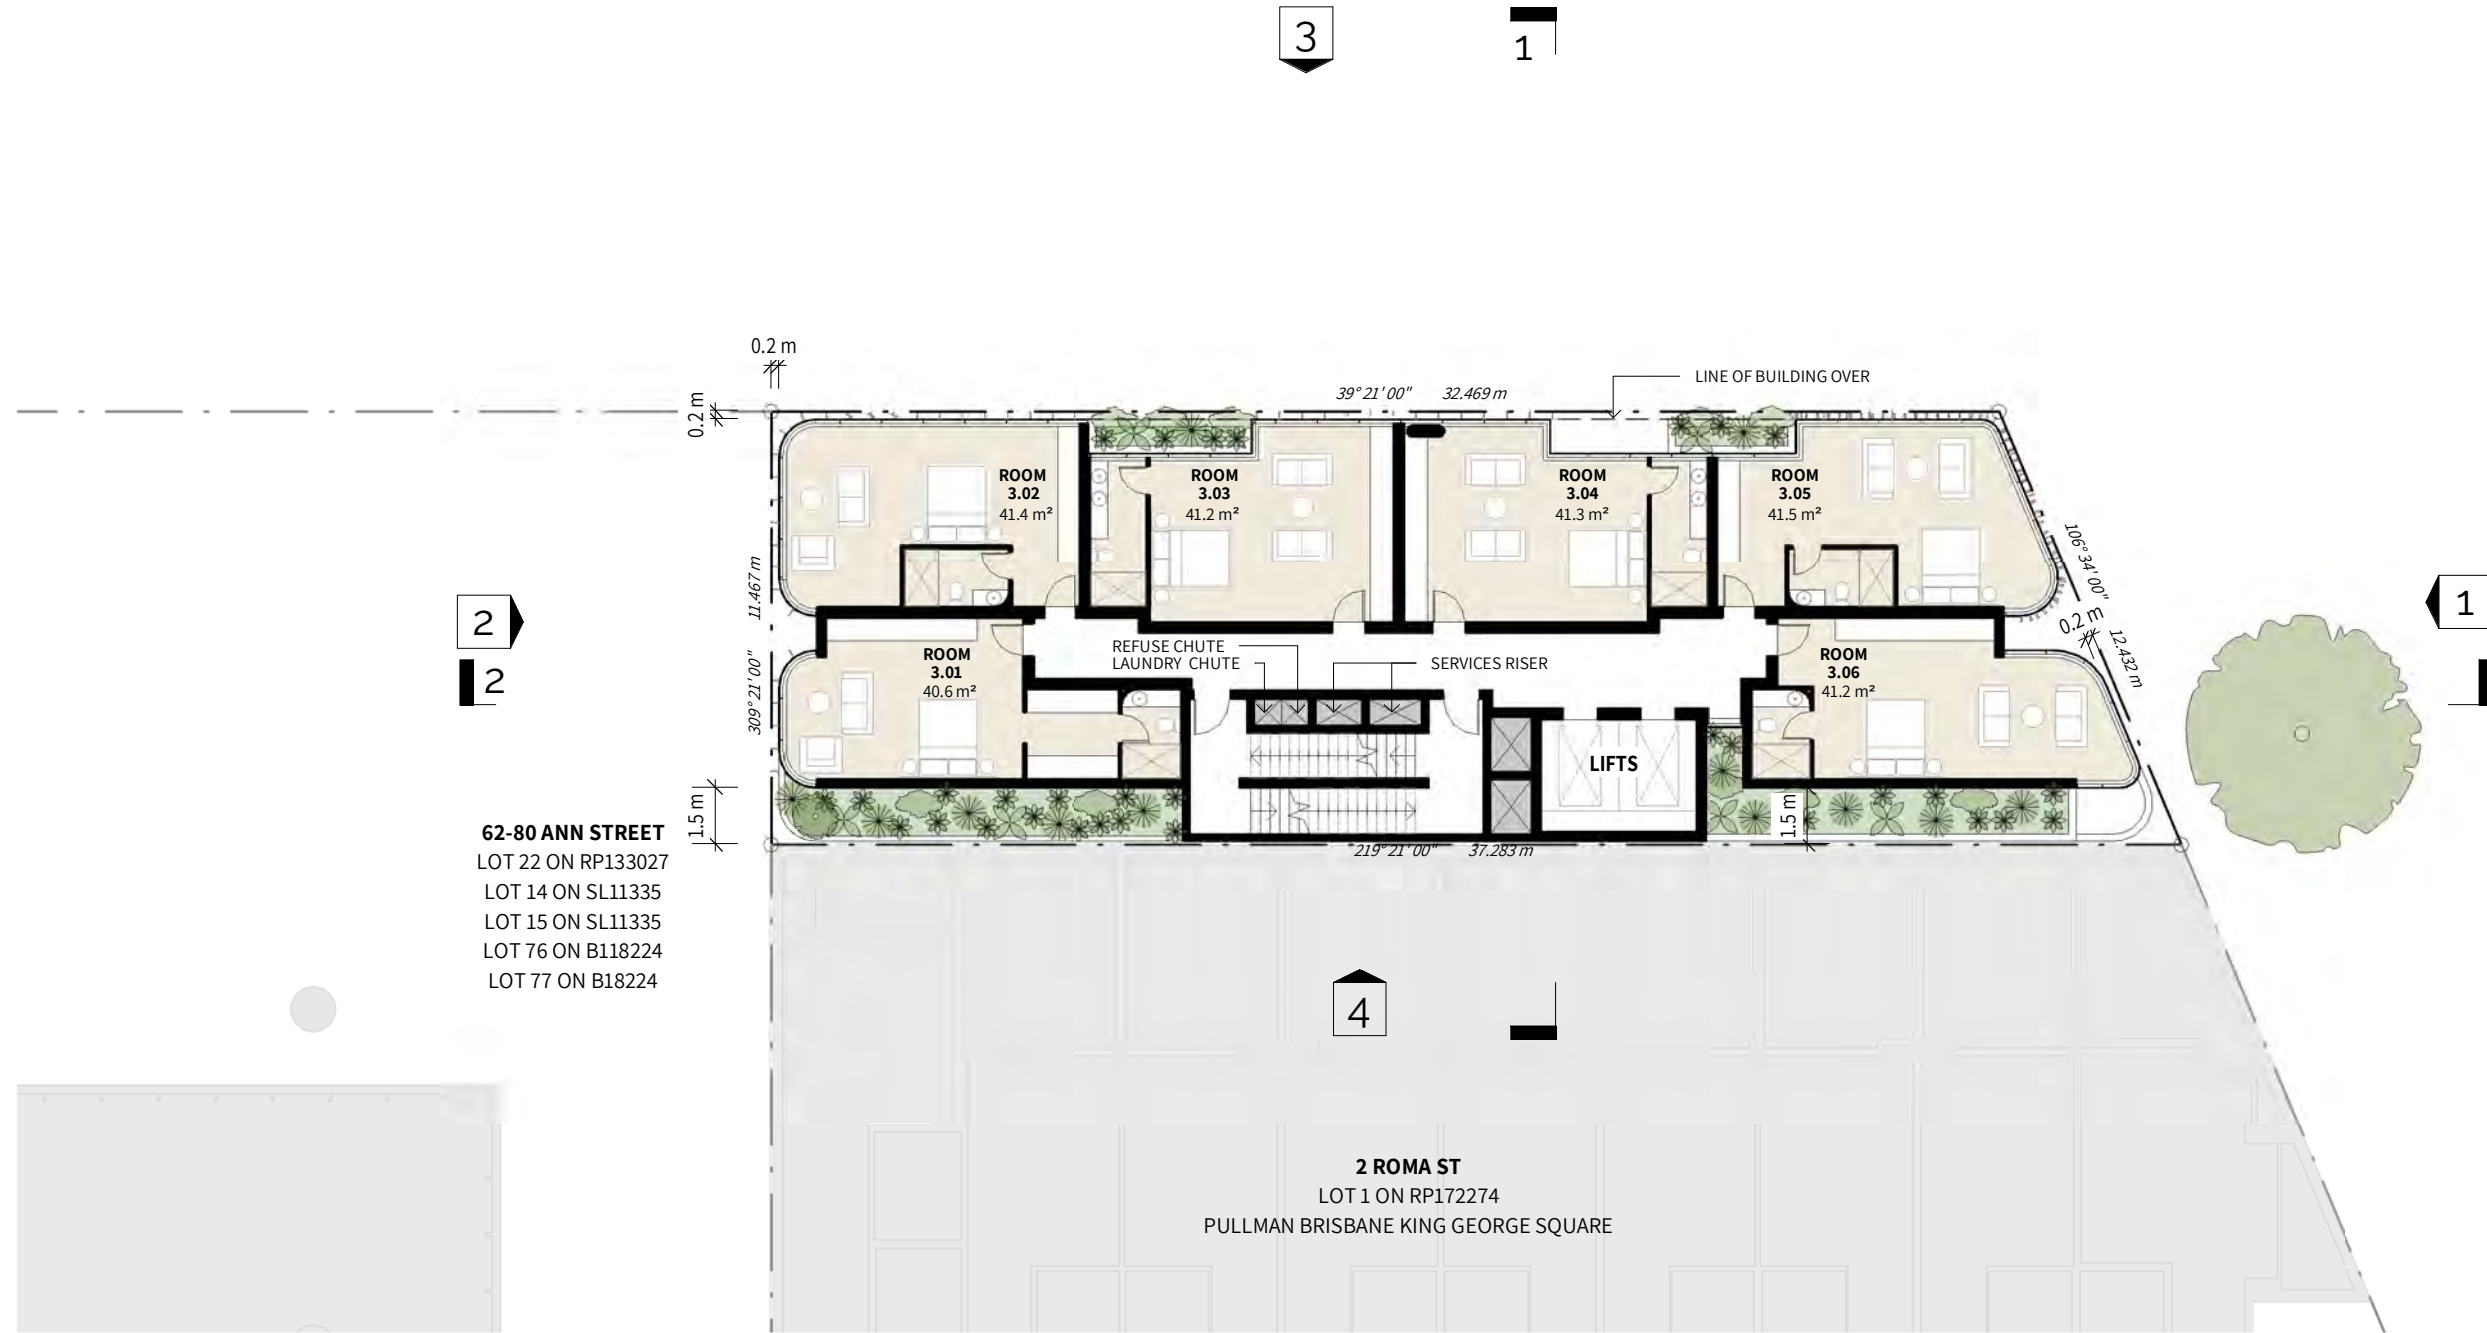 3
1
0.2 m
0.2 m
39° 21' 00"
32.469 m
LINE OF BUILDING OVER
ROOM
3.02
41.4 m²
ROOM
3.03
41.2 m²
ROOM
3.04
41.3 m²
ROOM
3.05
41.5 m²
106° 34' 00"
12.432 m
0.2 m
11.467 m
309° 21' 00"
2
2
1
ROOM
3.01
40.6 m²
REFUSE CHUTE
LAUNDRY CHUTE
SERVICES RISER
ROOM
3.06
41.2 m²
LIFTS
1.5 m
1.5 m
219° 21' 00"
37.283 m
62-80 ANN STREET
LOT 22 ON RP133027
LOT 14 ON SL11335
LOT 15 ON SL11335
LOT 76 ON B118224
LOT 77 ON B18224
4
2 ROMA ST
LOT 1 ON RP172274
PULLMAN BRISBANE KING GEORGE SQUARE